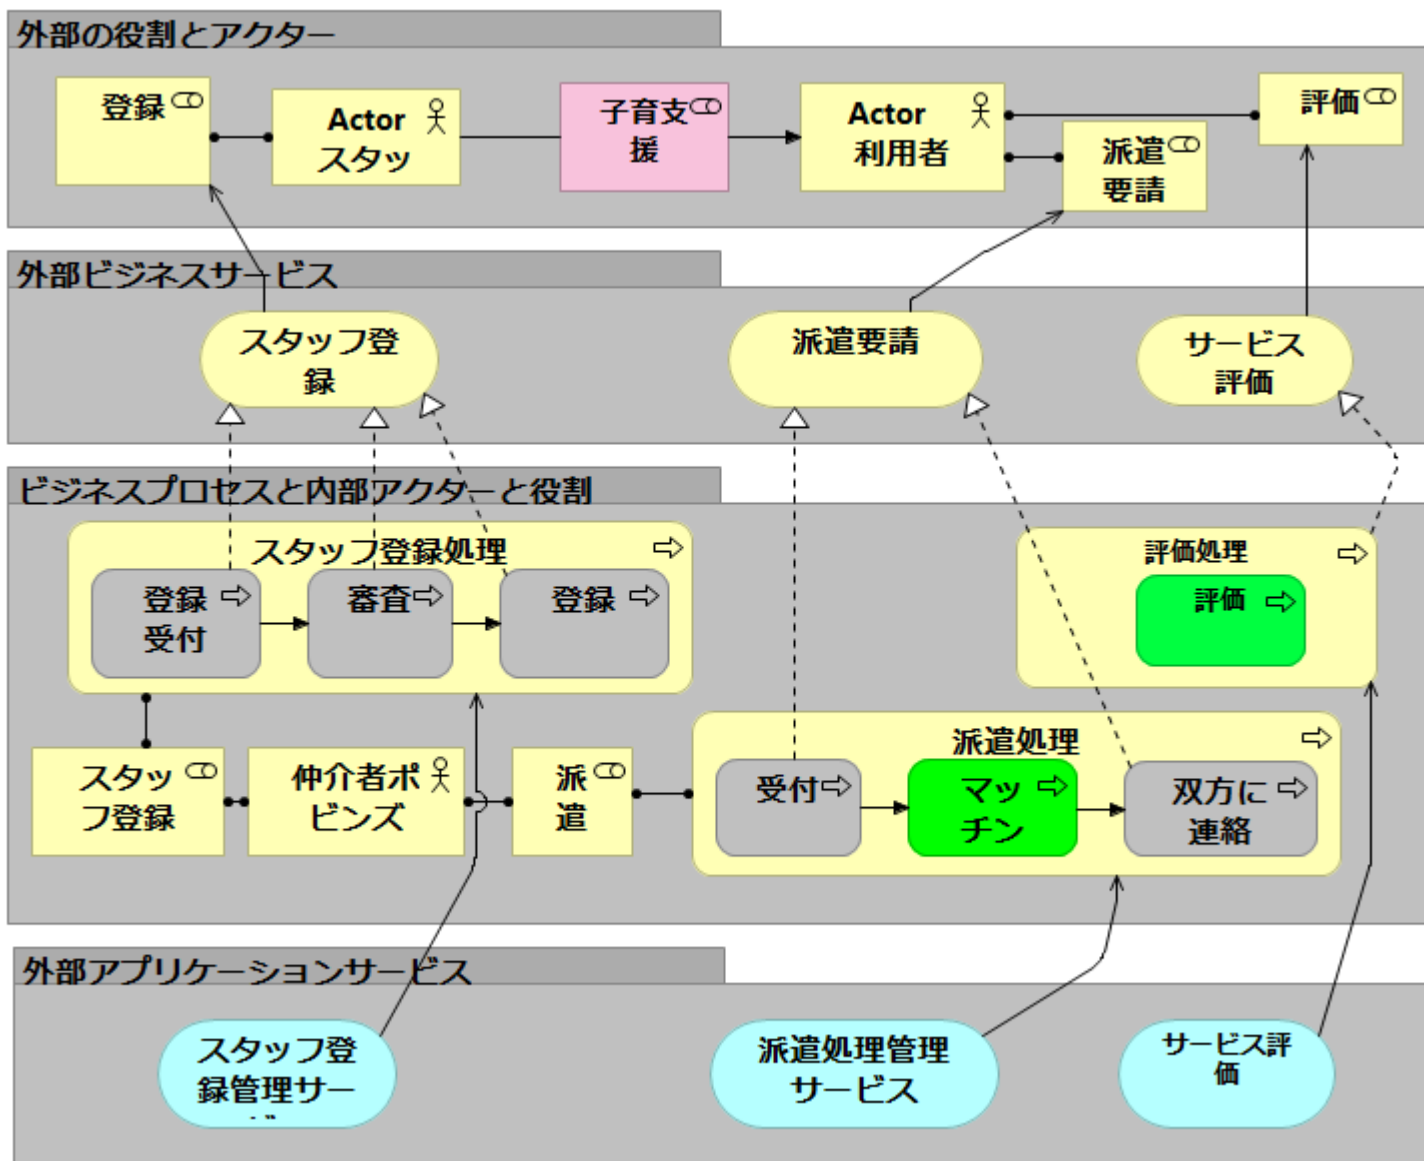 外部の役割とアクター
登録
Actor
スタッ
子育支
援
Actor
利用者
派遣
要請
評価
外部ビジネスサービス
スタッフ登
録
派遣要請
サービス
評価
ビジネスプロセスと内部アクターと役割
スタッフ登録処理
登録
受付
審査
登録
評価処理
評価
スタッ
フ登録
仲介者ポ
ビンズ
派
遣
派遣処理
受付
マッ
チン
双方に
連絡
外部アプリケーションサービス
スタッフ登
録管理サー
派遣処理管理
サービス
サービス評
価